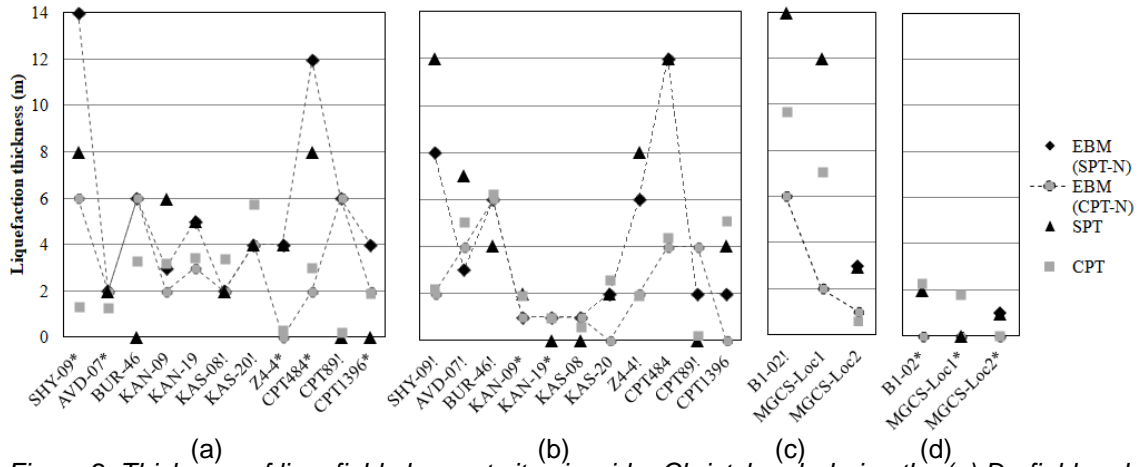 Liquefaction thickness (m)
14
12
10
8
6
4
2
0
SHY-09*
AVD-07*
BUR-46
KAN-09
KAN-19
KAS-08!
KAS-20!
Z4-4*
CPT484*
CPT89!
CPT1396*
(a)
SHY-09!
AVD-07!
BUR-46!
KAN-09*
KAN-19*
KAS-08
KAS-20
Z4-4!
CPT484
CPT89!
CPT1396
(b)
B1-02!
MGCS-Loc1
MGCS-Loc2
(c)
B1-02*
MGCS-Loc1*
MGCS-Loc2*
(d)
EBM
(SPT-N)
EBM
(CPT-N)
SPT
CPT